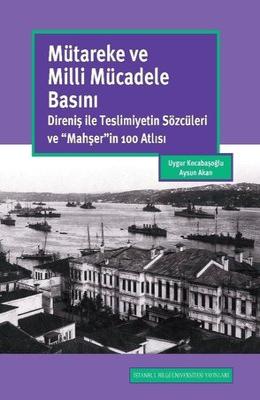 Mütareke ve
Milli Mücadele
Basını
Direniş ile Teslimiyetin Sözcüleri
ve “Mahşer”in 100 Atlısı
Uygur Kocabaşoğlu
Aysun Akan
İSTANBUL BİLGİ ÜNİVERSİTESİ YAYINLARI